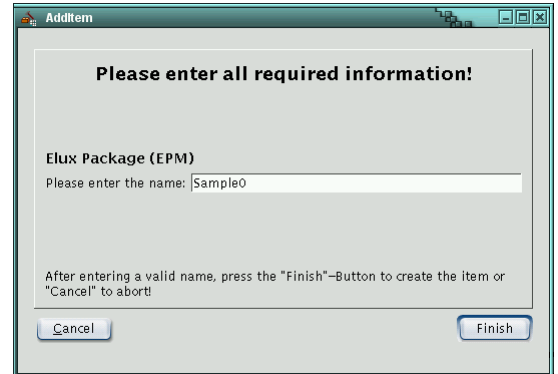 AddItem
Please enter all required information!
Elux Package (EPM)
Please enter the name: Sample0
After entering a valid name, press the "Finish"–Button to create the item or
"Cancel" to abort!
Cancel
Finish